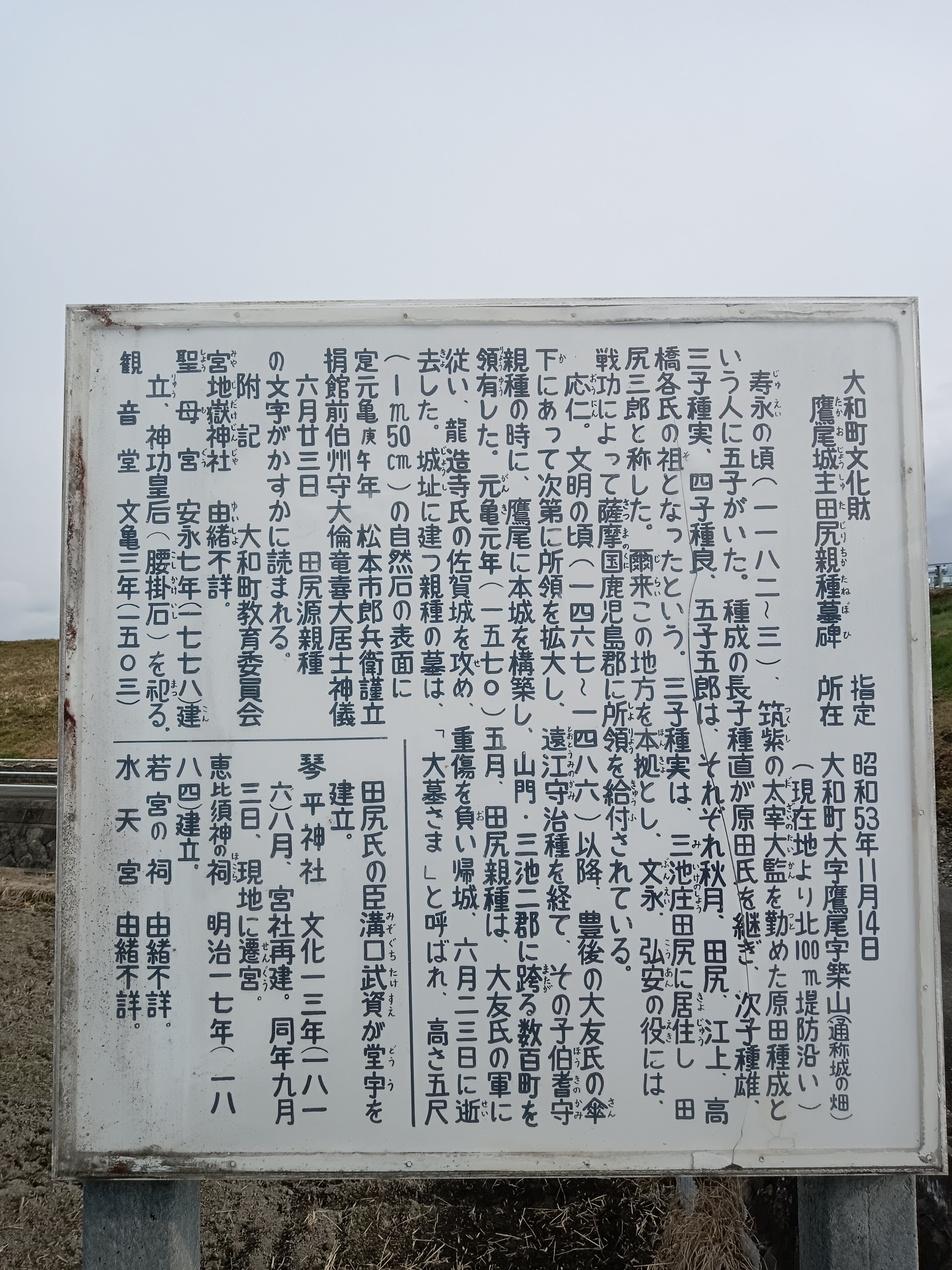 大和町文化財　指定　昭和53年11月14日
鷹尾城主田尻親種墓碑　所在　大和町大字鷹尾字築山(通称城の畑)
(現在地より北100m堤防沿い)
寿永の頃(一一八二〜三)、筑紫の太宰大監を勤めた原田種成と
いう人に五子がいた。種成の長子種直が原田氏を継ぎ、次子種雄
三子種実、四子種良、五子五郎は、それぞれ秋月、田尻、江上、高
橋各氏の祖となったという。三子種実は、三池庄田尻に居住し　田
尻三郎と称した。爾来この地方を本拠とし、文永、弘安の役には、
戦功によって薩摩国鹿児島郡に所領を給付されている。
応仁。文明の頃(一四六七〜一四八六)以降、豊後の大友氏の傘
下にあって次第に所領を拡大し、遠江守治種を経て、その子伯耆守
親種の時に、鷹尾に本城を構築し、山門・三池二郡に跨る数百町を
領有した。元亀元年(一五七〇)五月、田尻親種は、大友氏の軍に
従い、龍造寺氏の佐賀城を攻め、重傷を負い帰城、六月二三日に逝
去した。城址に建つ親種の墓は、「大墓さま」と呼ばれ、高さ五尺
(1m50cm)の自然石の表面に
定元亀庚午年　松本市郎兵衛謹立
捐館前伯州守大倫竜喜大居士神儀
六月廿三日　田尻源親種
の文字がかすかに読まれる。
附記　大和町教育委員会
宮地嶽神社　由緒不詳。
聖母宮　安永七年(一七七八)建
立、神功皇后(腰掛石)を祀る。
観音堂　文亀三年(一五〇三)
田尻氏の臣溝口武資が堂宇を
建立。
琴平神社　文化一三年(一八一
六)八月、宮社再建。同年九月
三日、現地に遷宮。
恵比須神の祠　明治一七年(一八
八四)建立。
若宮の祠　由緒不詳。
水天宮　由緒不詳。